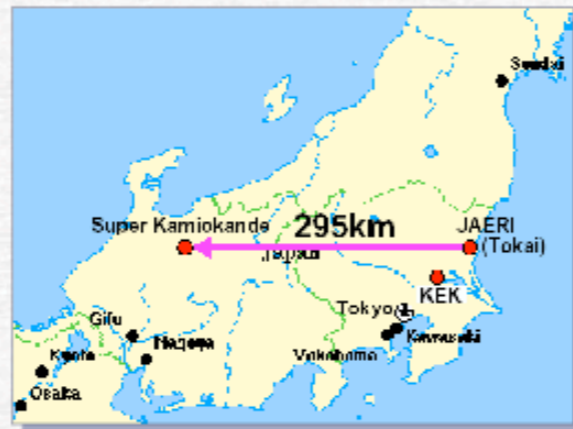 Sendai
295km
Super Kamiokande
JAERI
(Tokai)
KEK
Tokyo
Gifu
Nagoya
Yokohama
Kawasaki
Kyoto
Osaka